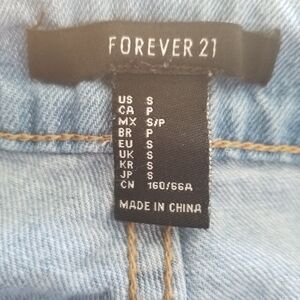 FOREVER 21
US S
CA P
MX S/P
BR P
EU S
UK S
KR S
JP S
CN 160/66A
MADE IN CHINA